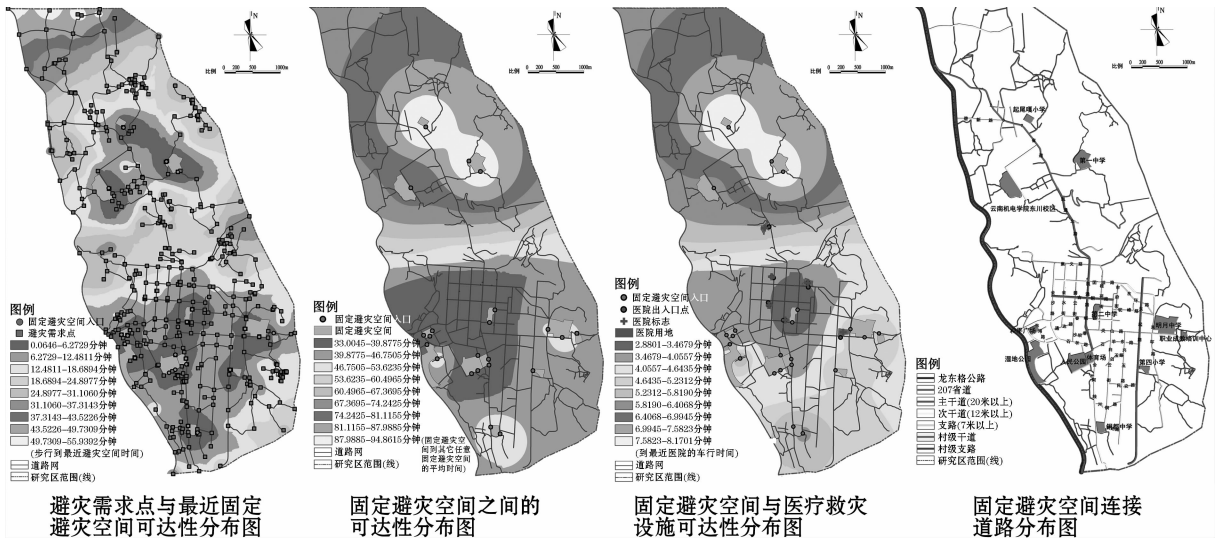 N
比例
0 200 500 1000m
图例
固定避灾空间入口
避灾需求点
0.0646-6.2729分钟
6.2729-12.4811分钟
12.4811-18.6894分钟
18.6894-24.8977分钟
24.8977-31.1060分钟
31.1060-37.3143分钟
37.3143-43.5226分钟
43.5226-49.7309分钟
49.7309-55.9392分钟
(步行到最近避灾空间时间)
道路网
研究区范围(线)
避灾需求点与最近固定
避灾空间可达性分布图
N
比例
0 200 500 1000m
图例
固定避灾空间入口
固定避灾空间
33.0045-39.8775分钟
39.8775-46.7505分钟
46.7505-53.6235分钟
53.6235-60.4965分钟
60.4965-67.3695分钟
67.3695-74.2425分钟
74.2425-81.1155分钟
81.1155-87.9885分钟
87.9885-94.8615分钟
(固定避灾空
间到其它任意
固定避灾空间
的平均时间)
道路网
研究区范围(线)
固定避灾空间之间的
可达性分布图
N
比例
0 200 500 1000m
图例
固定避灾空间入口
医院出入口点
医院标志
医院用地
2.8801-3.4679分钟
3.4679-4.0557分钟
4.0557-4.6435分钟
4.6435-5.2312分钟
5.2312-5.8190分钟
5.8190-6.4068分钟
6.4068-6.9945分钟
6.9945-7.5823分钟
7.5823-8.1701分钟
(到最近医院的车行时间)
道路网
研究区范围(线)
固定避灾空间与医疗救灾
设施可达性分布图
N
比例
0 200 500 1000m
起尾嘎小学
第一中学
云南机电学院东川校区
第二中学
明月中学
职业成教培训中心
湿地公园
人民公园体育场
第四小学
铜都中学
图例
龙东格公路
207省道
主干道(20米以上)
次干道(12米以上)
支路(7米以上)
村级干道
村级支路
研究区范围(线)
固定避灾空间连接
道路分布图